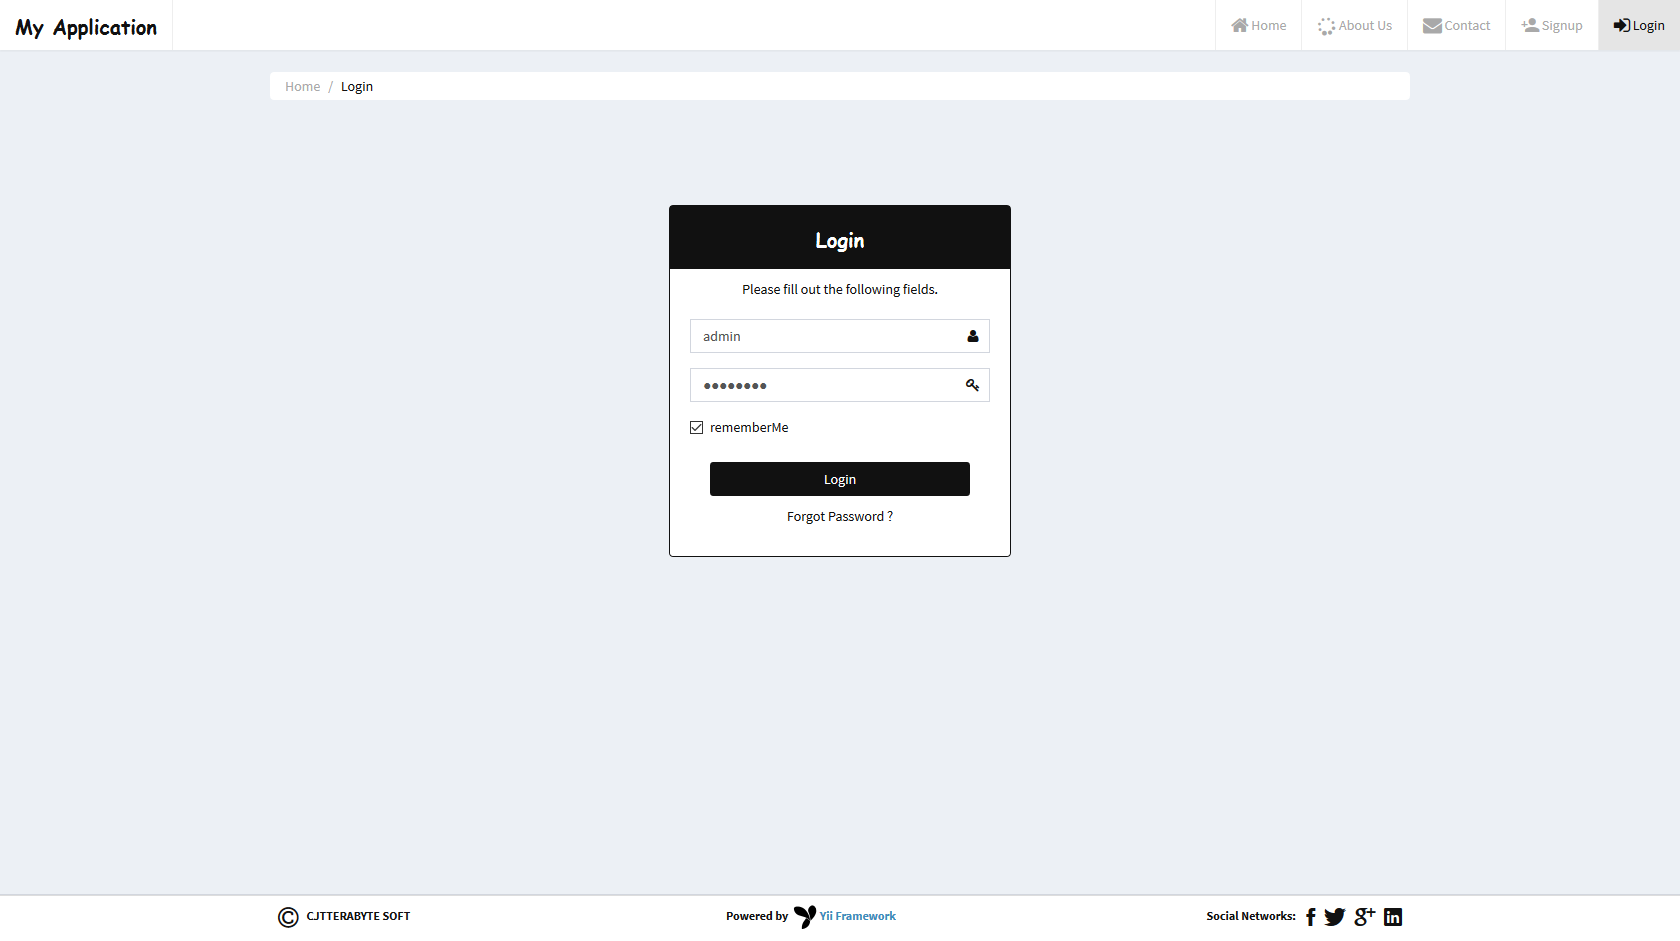 My Application
Home
About Us
Contact
Signup
Login
Home / Login
Login
Please fill out the following fields.
admin
••••••••
rememberMe
Login
Forgot Password ?
© CJTTERABYTE SOFT
Powered by Yii Framework
Social Networks: